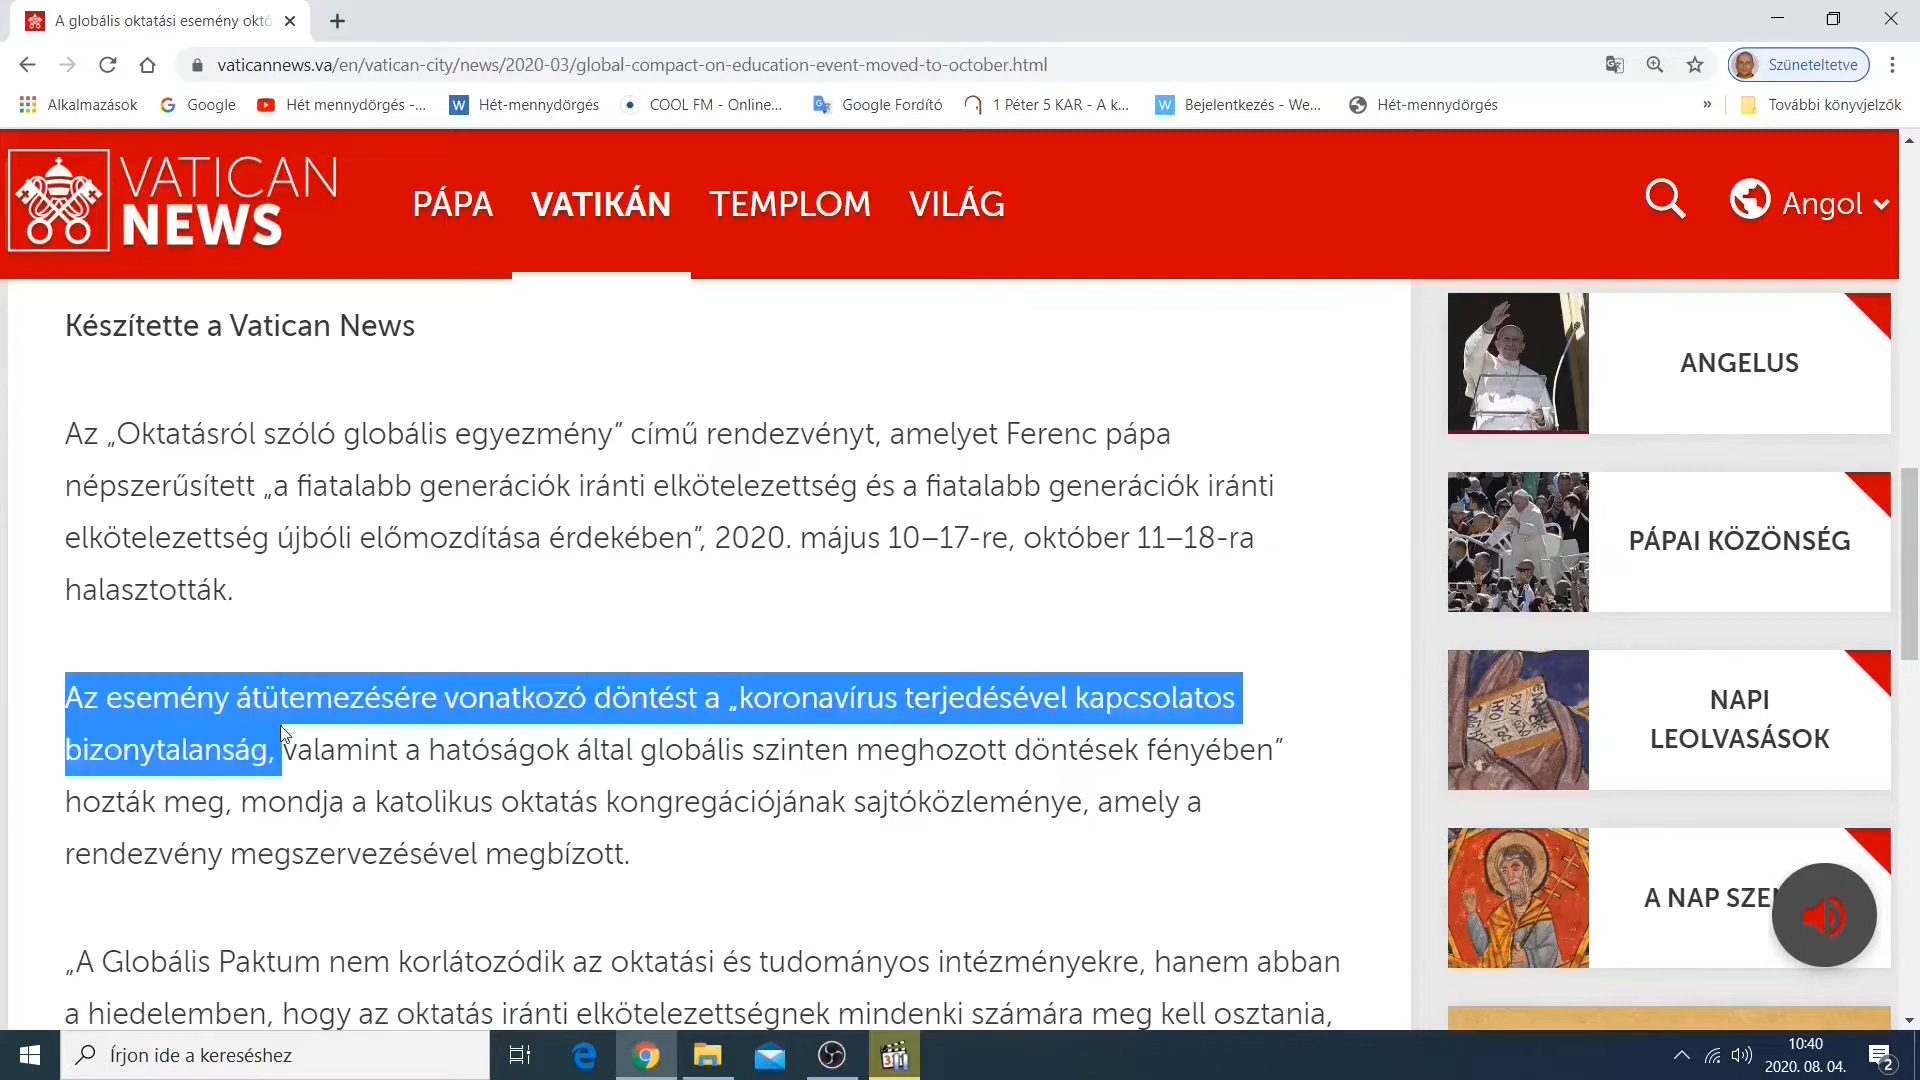 A globális oktatási esemény októ
vaticannews.va/en/vatican-city/news/2020-03/global-compact-on-education-event-moved-to-october.html
Szüneteltetve
Alkalmazások
Google
Hét mennydörgés -...
Hét-mennydörgés
COOL FM - Online...
Google Fordító
1 Péter 5 KAR - A k...
Bejelentkezés - We...
Hét-mennydörgés
»
További könyvjelzők
VATICAN
NEWS
PÁPA
VATIKÁN
TEMPLOM
VILÁG
Angol
Készítette a Vatican News
Az „Oktatásról szóló globális egyezmény” című rendezvényt, amelyet Ferenc pápa
népszerűsített „a fiatalabb generációk iránti elkötelezettség és a fiatalabb generációk iránti
elkötelezettség újbóli előmozdítása érdekében”, 2020. május 10–17-re, október 11–18-ra
halasztották.
Az esemény átütemezésére vonatkozó döntést a „koronavírus terjedésével kapcsolatos
bizonytalanság, valamint a hatóságok által globális szinten meghozott döntések fényében”
hozták meg, mondja a katolikus oktatás kongregációjának sajtóközleménye, amely a
rendezvény megszervezésével megbízott.
„A Globális Paktum nem korlátozódik az oktatási és tudományos intézményekre, hanem abban
a hiedelemben, hogy az oktatás iránti elkötelezettségnek mindenki számára meg kell osztania,
ANGELUS
PÁPAI KÖZÖNSÉG
NAPI
LEOLVASÁSOK
A NAP SZE
Írjon ide a kereséshez
10:40
2020. 08. 04.
2